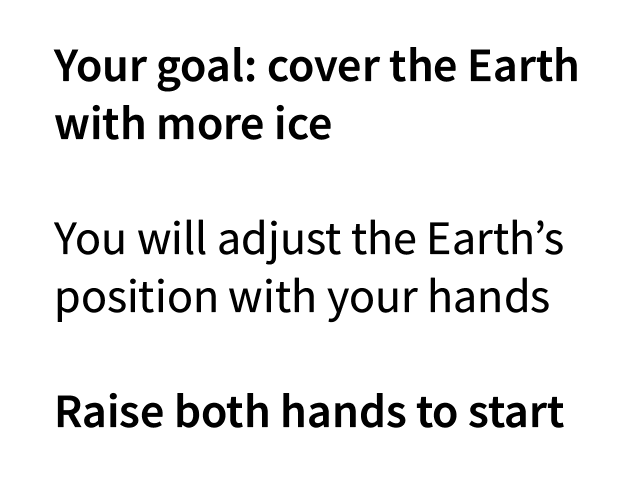 Your goal: cover the Earth
with more ice
You will adjust the Earth’s
position with your hands
Raise both hands to start